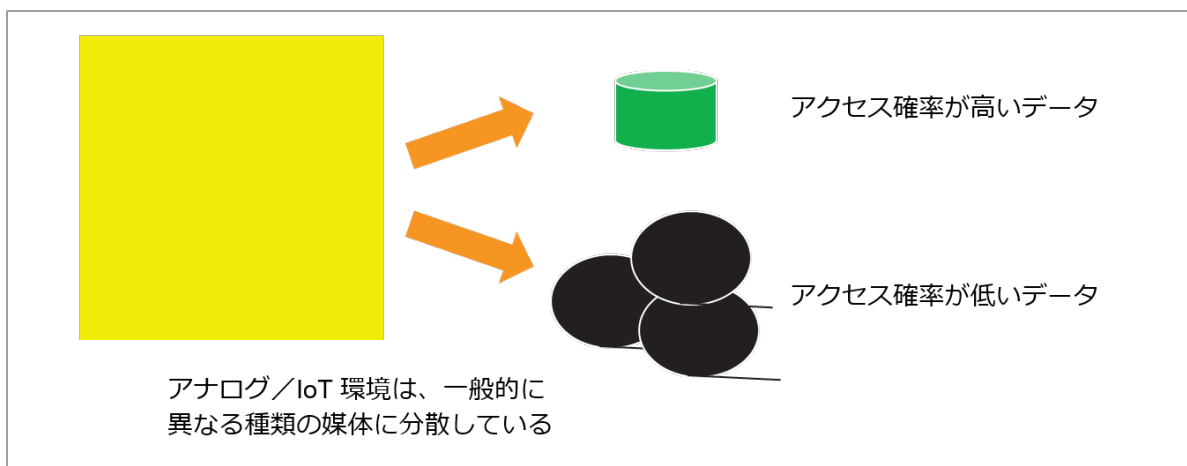 アクセス確率が高いデータ
アクセス確率が低いデータ
アナログ／IoT 環境は、一般的に
異なる種類の媒体に分散している